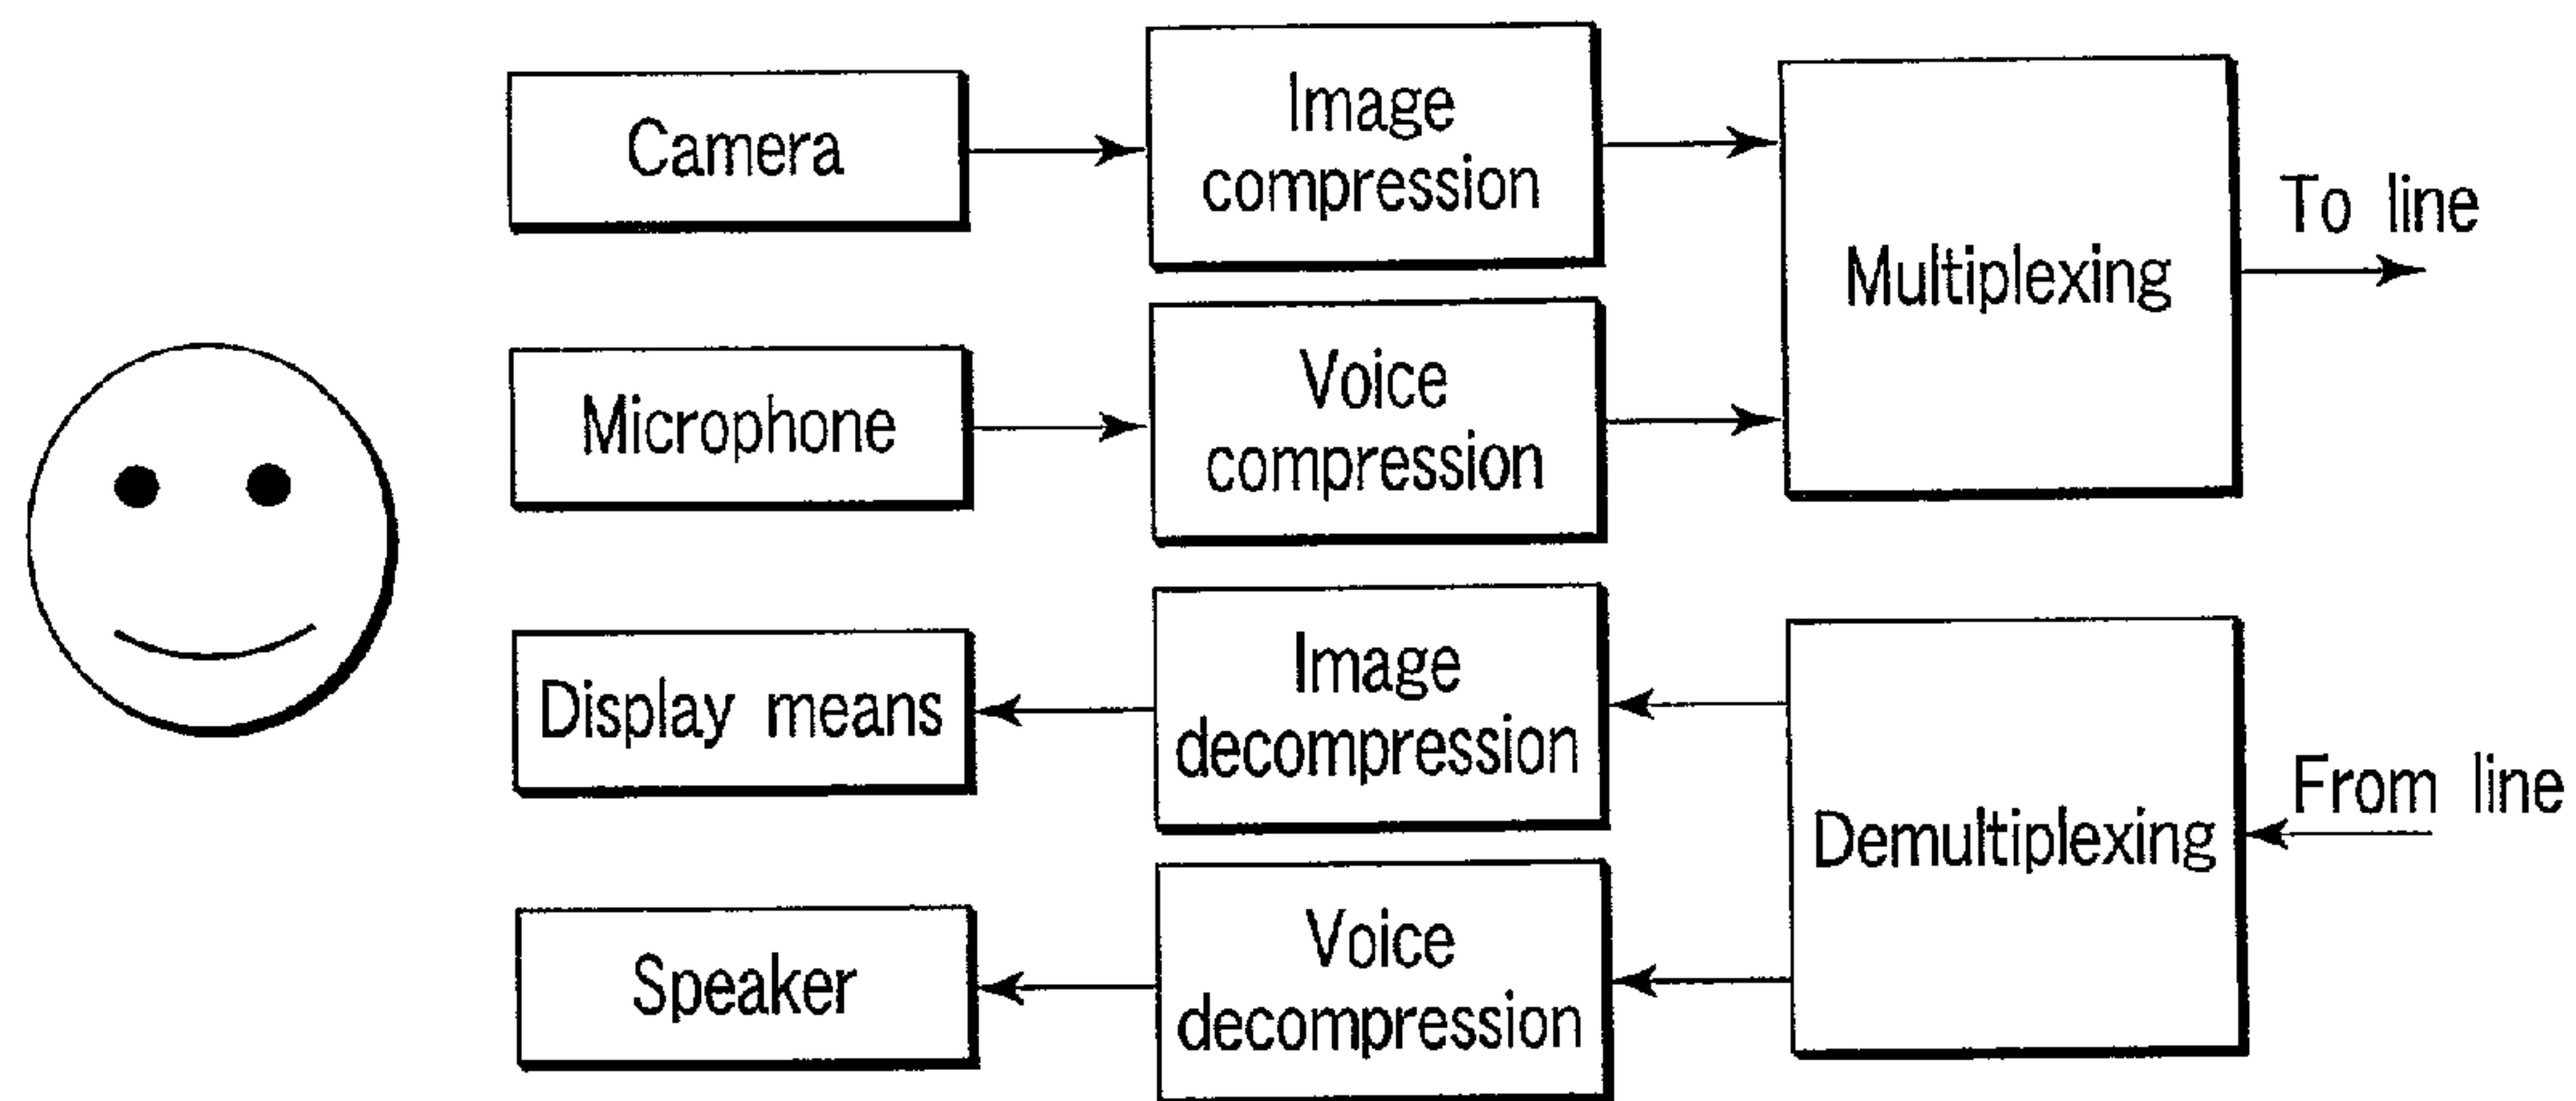 Camera
Image
compression
Multiplexing
To line
Microphone
Voice
compression
Display means
Image
decompression
Demultiplexing
From line
Speaker
Voice
decompression